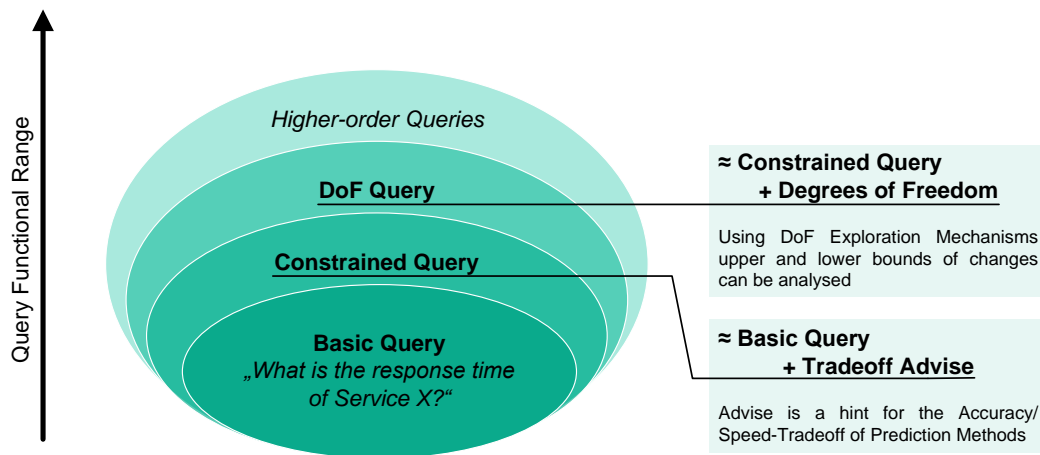 Query Functional Range
Higher-order Queries
DoF Query
Constrained Query
Basic Query
„What is the response time
of Service X?“
≈ Constrained Query
+ Degrees of Freedom
Using DoF Exploration Mechanisms
upper and lower bounds of changes
can be analysed
≈ Basic Query
+ Tradeoff Advise
Advise is a hint for the Accuracy/
Speed-Tradeoff of Prediction Methods